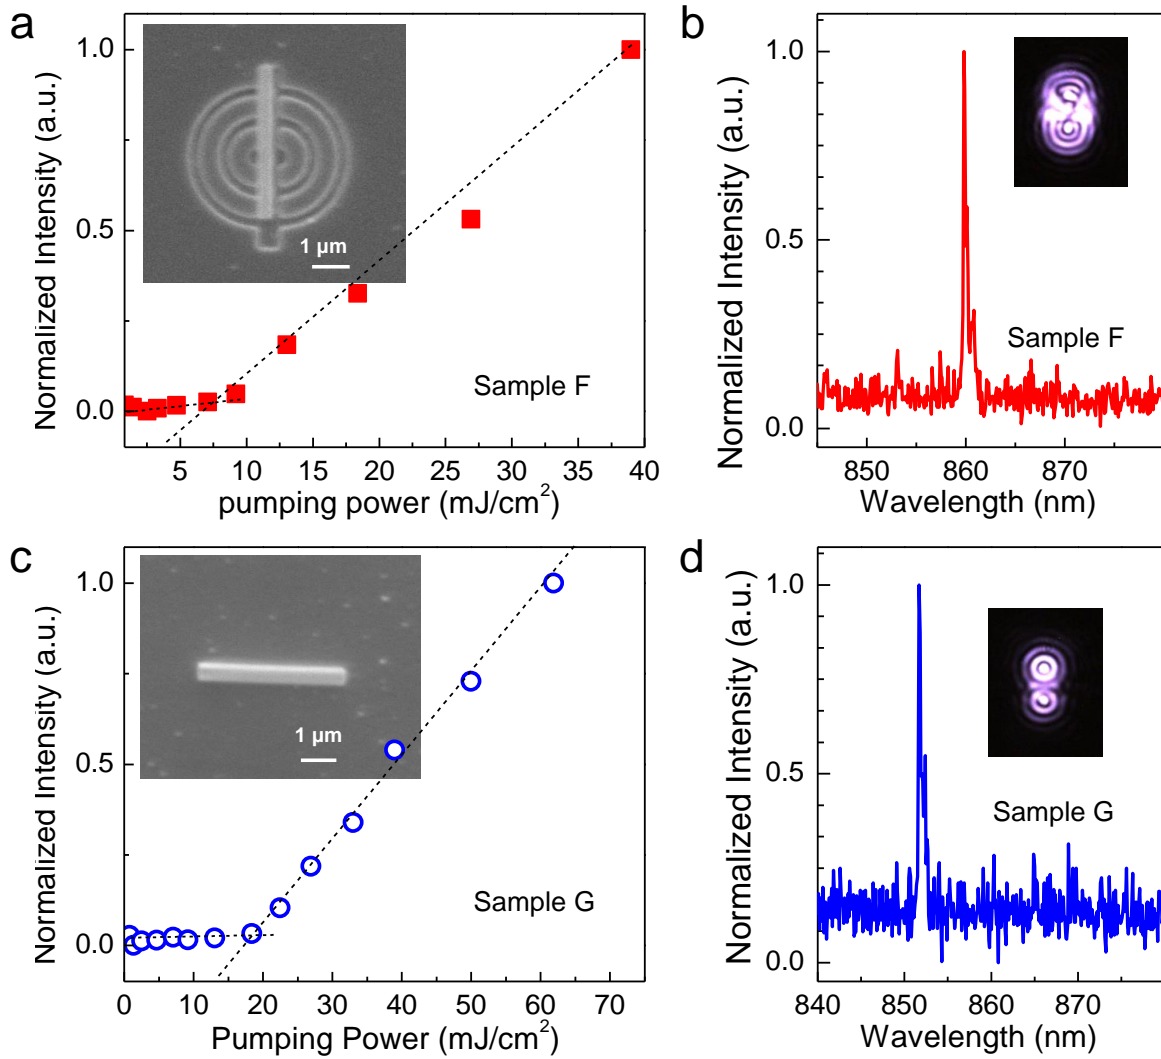 a
Normalized Intensity (a.u.)
1.0
0.5
0.0
1 µm
Sample F
5 10 15 20 25 30 35 40
pumping power (mJ/cm²)
b
Normalized Intensity (a.u.)
1.0
0.5
0.0
Sample F
850 860 870
Wavelength (nm)
c
Normalized Intensity (a.u.)
1.0
0.5
0.0
1 µm
Sample G
0 10 20 30 40 50 60 70
Pumping Power (mJ/cm²)
d
Normalized Intensity (a.u.)
1.0
0.5
0.0
Sample G
840 850 860 870
Wavelength (nm)